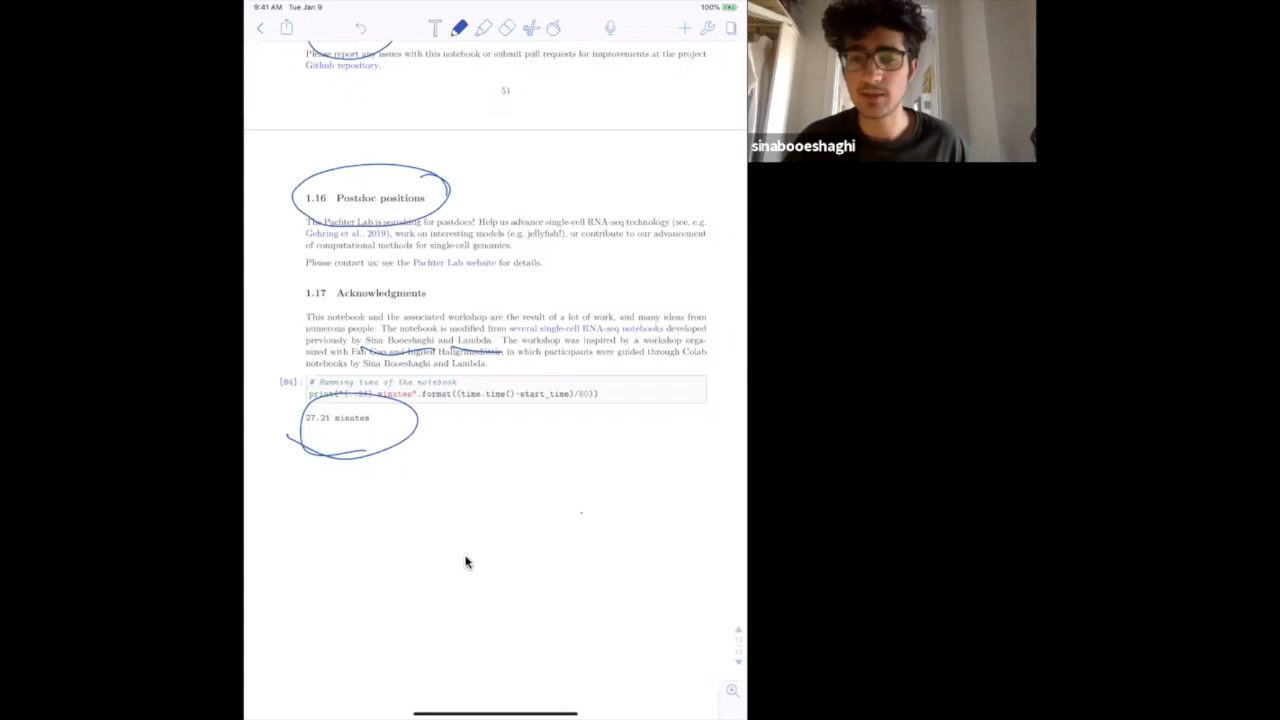 9:41 AM Tue Jan 9
100%
Please report any issues with this notebook or submit pull requests for improvements at the project
Github repository.
51
sinabooeshaghi
1.16 Postdoc positions
The Pachter Lab is searching for postdocs! Help us advance single-cell RNA-seq technology (see, e.g.
Gehring et al., 2019), work on interesting models (e.g. jellyfish!), or contribute to our advancement
of computational methods for single-cell genomics.
Please contact us; see the Pachter Lab website for details.
1.17 Acknowledgments
This notebook and the associated workshop are the result of a lot of work, and many ideas from
numerous people. The notebook is modified from several single-cell RNA-seq notebooks developed
previously by Sina Booeshaghi and Lambda. The workshop was inspired by a workshop orga-
nized with Fan Gao and in which participants were guided through Colab
notebooks by Sina Booeshaghi and Lambda.
[84]: # Running time of the notebook
minutes".format((time.time()-start_time)/60))
27.21 minutes